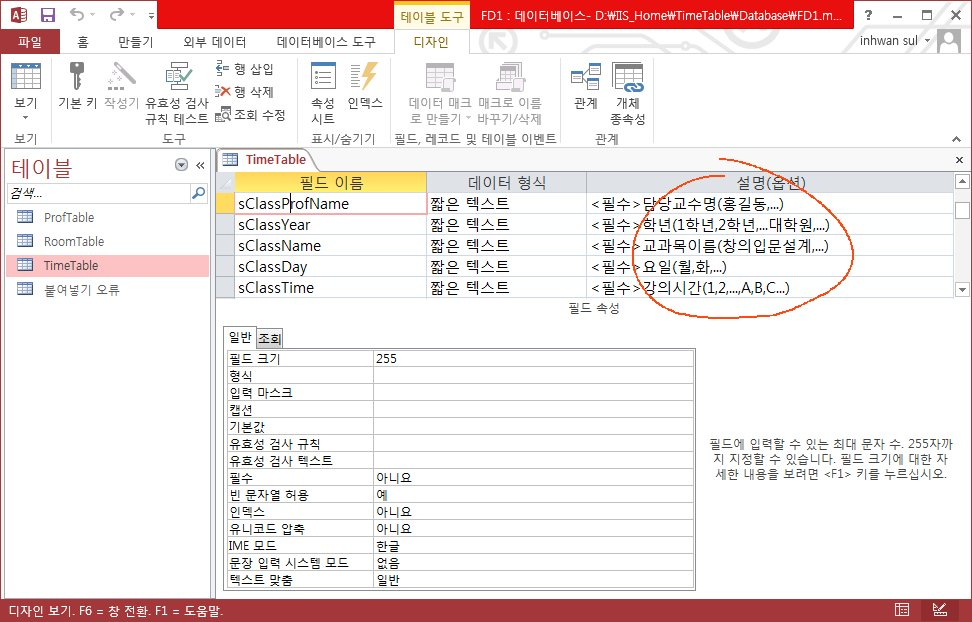 테이블 도구
FD1 : 데이터베이스- D:₩IIS_Home₩TimeTable₩Database₩FD1.m...
파일
홈
만들기
외부 데이터
데이터베이스 도구
디자인
inhwan sul
보기
기본 키
작성기
유효성 검사
규칙 테스트
행 삽입
행 삭제
조회 수정
속성
시트
인덱스
데이터 매크
로 만들기
매크로 이름
바꾸기/삭제
관계
개체
종속성
보기
도구
표시/숨기기
필드, 레코드 및 테이블 이벤트
관계
테이블
검색...
ProfTable
RoomTable
TimeTable
붙여넣기 오류
TimeTable
필드 이름 데이터 형식 설명(옵션)
sClassProfName 짧은 텍스트 <필수>담당교수명(홍길동,...)
sClassYear 짧은 텍스트 <필수>학년(1학년,2학년,...대학원,...)
sClassName 짧은 텍스트 <필수>교과목이름(창의입문설계,...)
sClassDay 짧은 텍스트 <필수>요일(월,화,...)
sClassTime 짧은 텍스트 <필수>강의시간(1,2,...,A,B,C...)
필드 속성
일반 조회
필드 크기 255
형식
입력 마스크
캡션
기본값
유효성 검사 규칙
유효성 검사 텍스트
필수 아니요
빈 문자열 허용 예
인덱스 아니요
유니코드 압축 아니요
IME 모드 한글
문장 입력 시스템 모드 없음
텍스트 맞춤 일반
필드에 입력할 수 있는 최대 문자 수. 255자까
지 지정할 수 있습니다. 필드 크기에 대한 자
세한 내용을 보려면 <F1> 키를 누르십시오.
디자인 보기. F6 = 창 전환. F1 = 도움말.